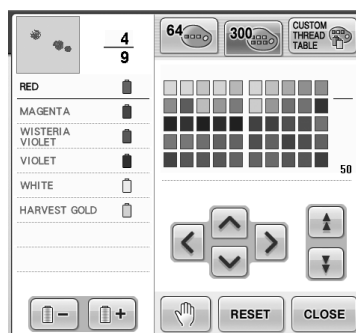 4
9
64
300
CUSTOM
THREAD
TABLE
RED
MAGENTA
WISTERIA
VIOLET
VIOLET
WHITE
HARVEST GOLD
50
−
+
RESET
CLOSE